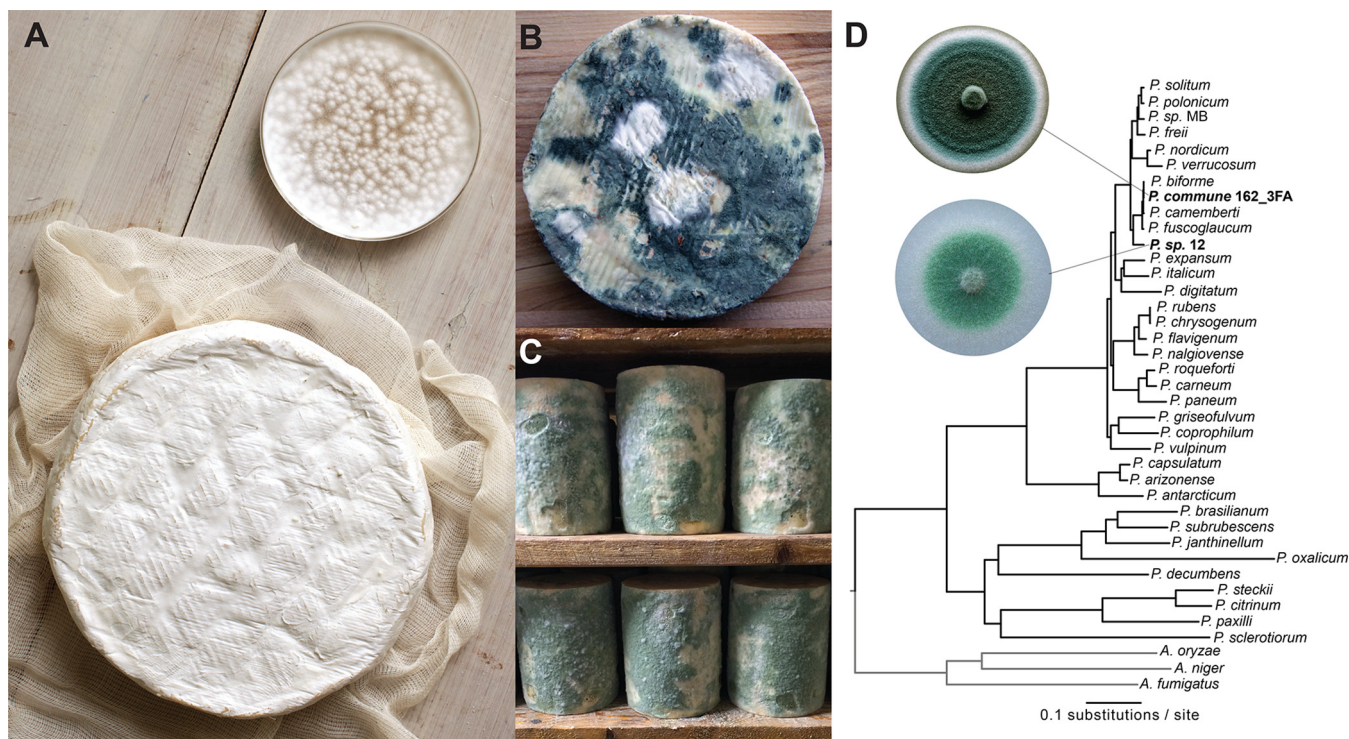 A
B
C
D
P. solitum
P. polonicum
P. sp. MB
P. freii
P. nordicum
P. verrucosum
P. biforme
P. commune 162_3FA
P. camemberti
P. fuscoglaucum
P. sp. 12
P. expansum
P. italicum
P. digitatum
P. rubens
P. chrysogenum
P. flavigenum
P. nalgiovense
P. roqueforti
P. carneum
P. paneum
P. griseofulvum
P. coprophilum
P. vulpinum
P. capsulatum
P. arizonense
P. antarcticum
P. brasilianum
P. subrubescens
P. janthinellum
P. oxalicum
P. decumbens
P. steckii
P. citrinum
P. paxilli
P. sclerotiorum
A. oryzae
A. niger
A. fumigatus
0.1 substitutions / site